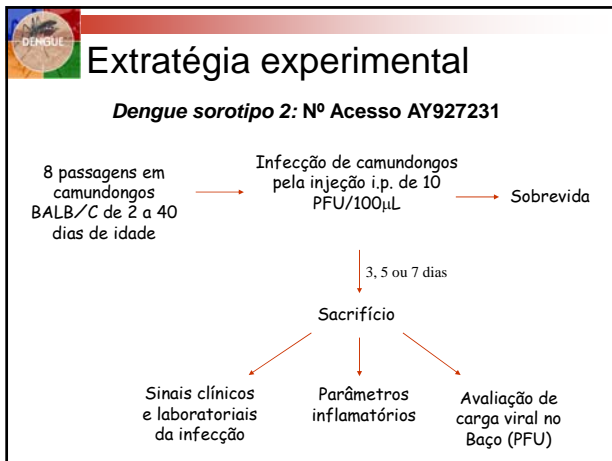 DENGUE
Extratégia experimental
Dengue sorotipo 2: Nº Acesso AY927231
8 passagens em
camundongos
BALB/C de 2 a 40
dias de idade
Infecção de camundongos
pela injeção i.p. de 10
PFU/100μL
Sobrevida
3, 5 ou 7 dias
Sacrifício
Sinais clínicos
e laboratoriais
da infecção
Parâmetros
inflamatórios
Avaliação de
carga viral no
Baço (PFU)